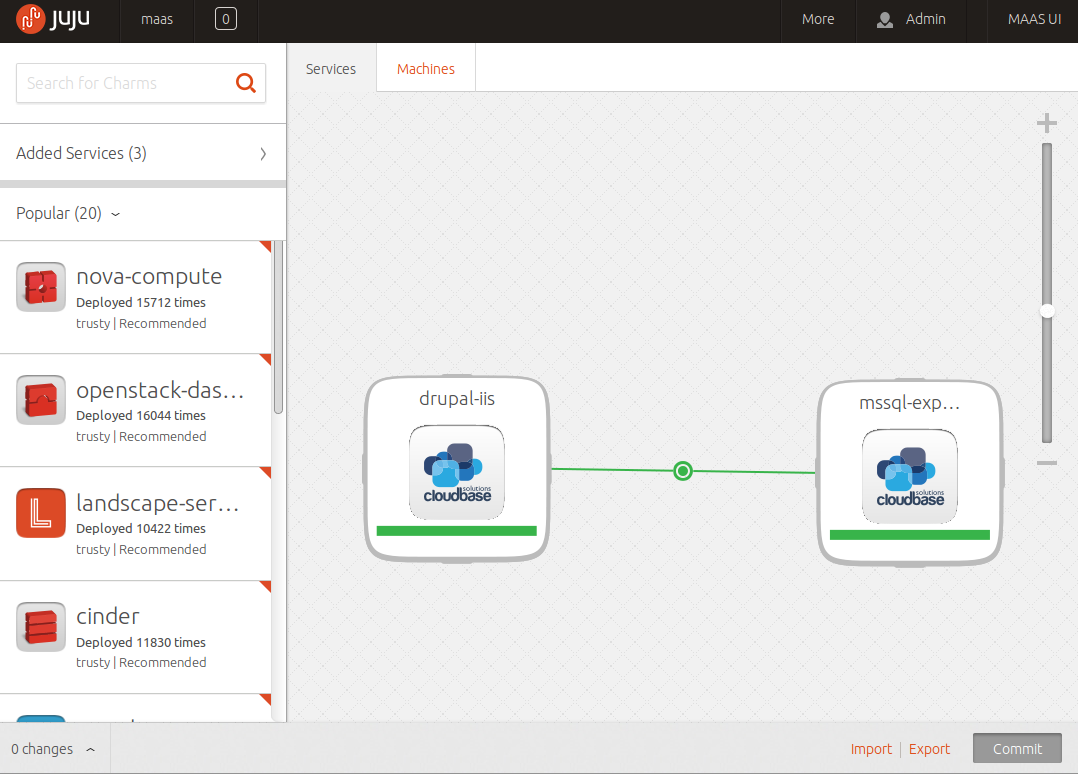 juju
maas
0
More
Admin
MAAS UI
Search for Charms
Services
Machines
Added Services (3)
Popular (20)
nova-compute
Deployed 15712 times
trusty | Recommended
openstack-das...
Deployed 16044 times
trusty | Recommended
landscape-ser...
Deployed 10422 times
trusty | Recommended
cinder
Deployed 11830 times
trusty | Recommended
drupal-iis
cloudbase
solutions
mssql-exp...
cloudbase
solutions
0 changes
Import | Export
Commit